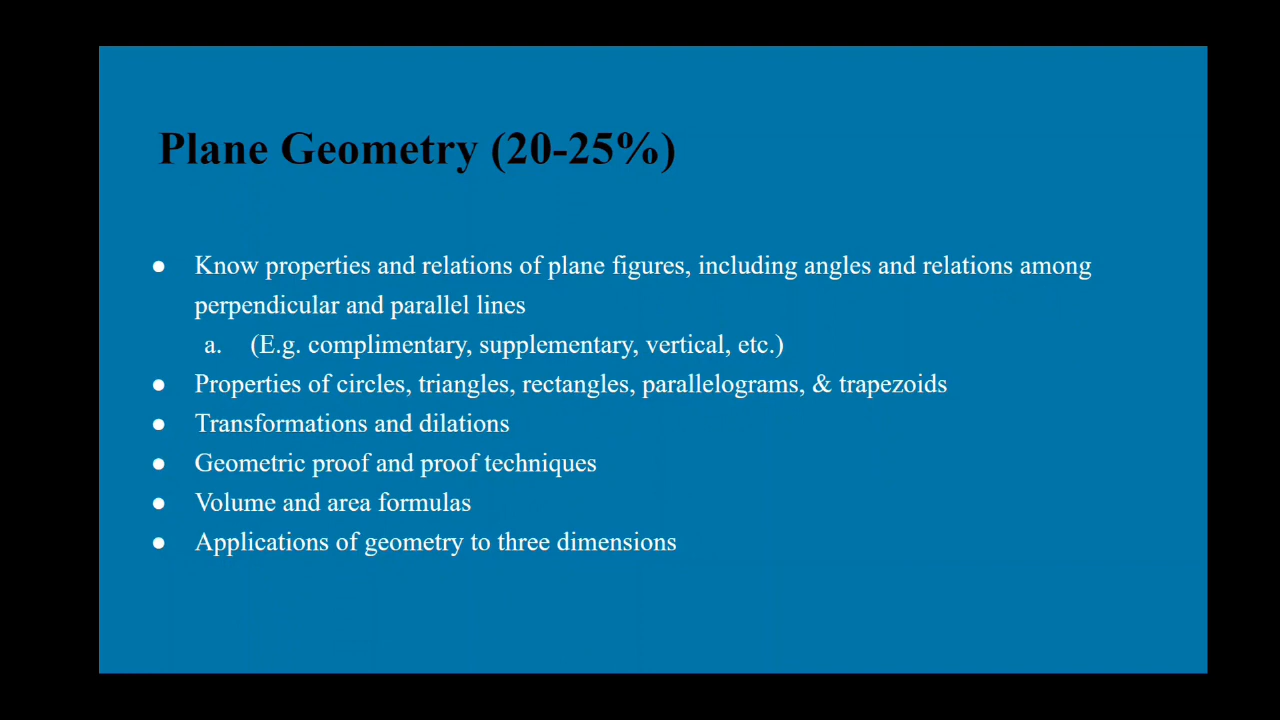 Plane Geometry (20-25%)
● Know properties and relations of plane figures, including angles and relations among
perpendicular and parallel lines
a. (E.g. complimentary, supplementary, vertical, etc.)
● Properties of circles, triangles, rectangles, parallelograms, & trapezoids
● Transformations and dilations
● Geometric proof and proof techniques
● Volume and area formulas
● Applications of geometry to three dimensions